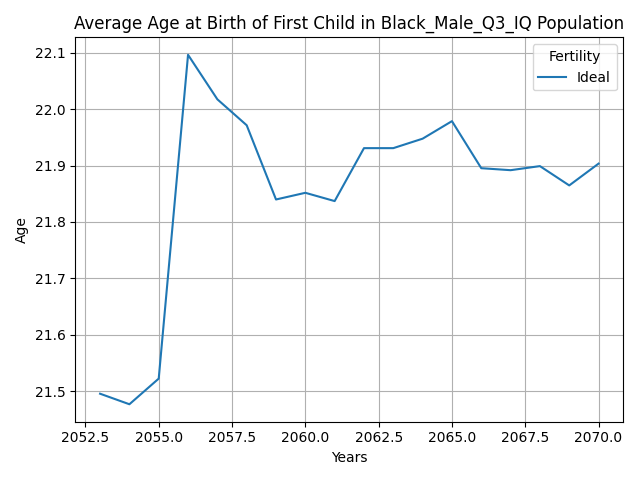 Average Age at Birth of First Child in Black_Male_Q3_IQ Population
Fertility
Ideal
22.1
22.0
21.9
21.8
21.7
21.6
21.5
Age
2052.5 2055.0 2057.5 2060.0 2062.5 2065.0 2067.5 2070.0
Years